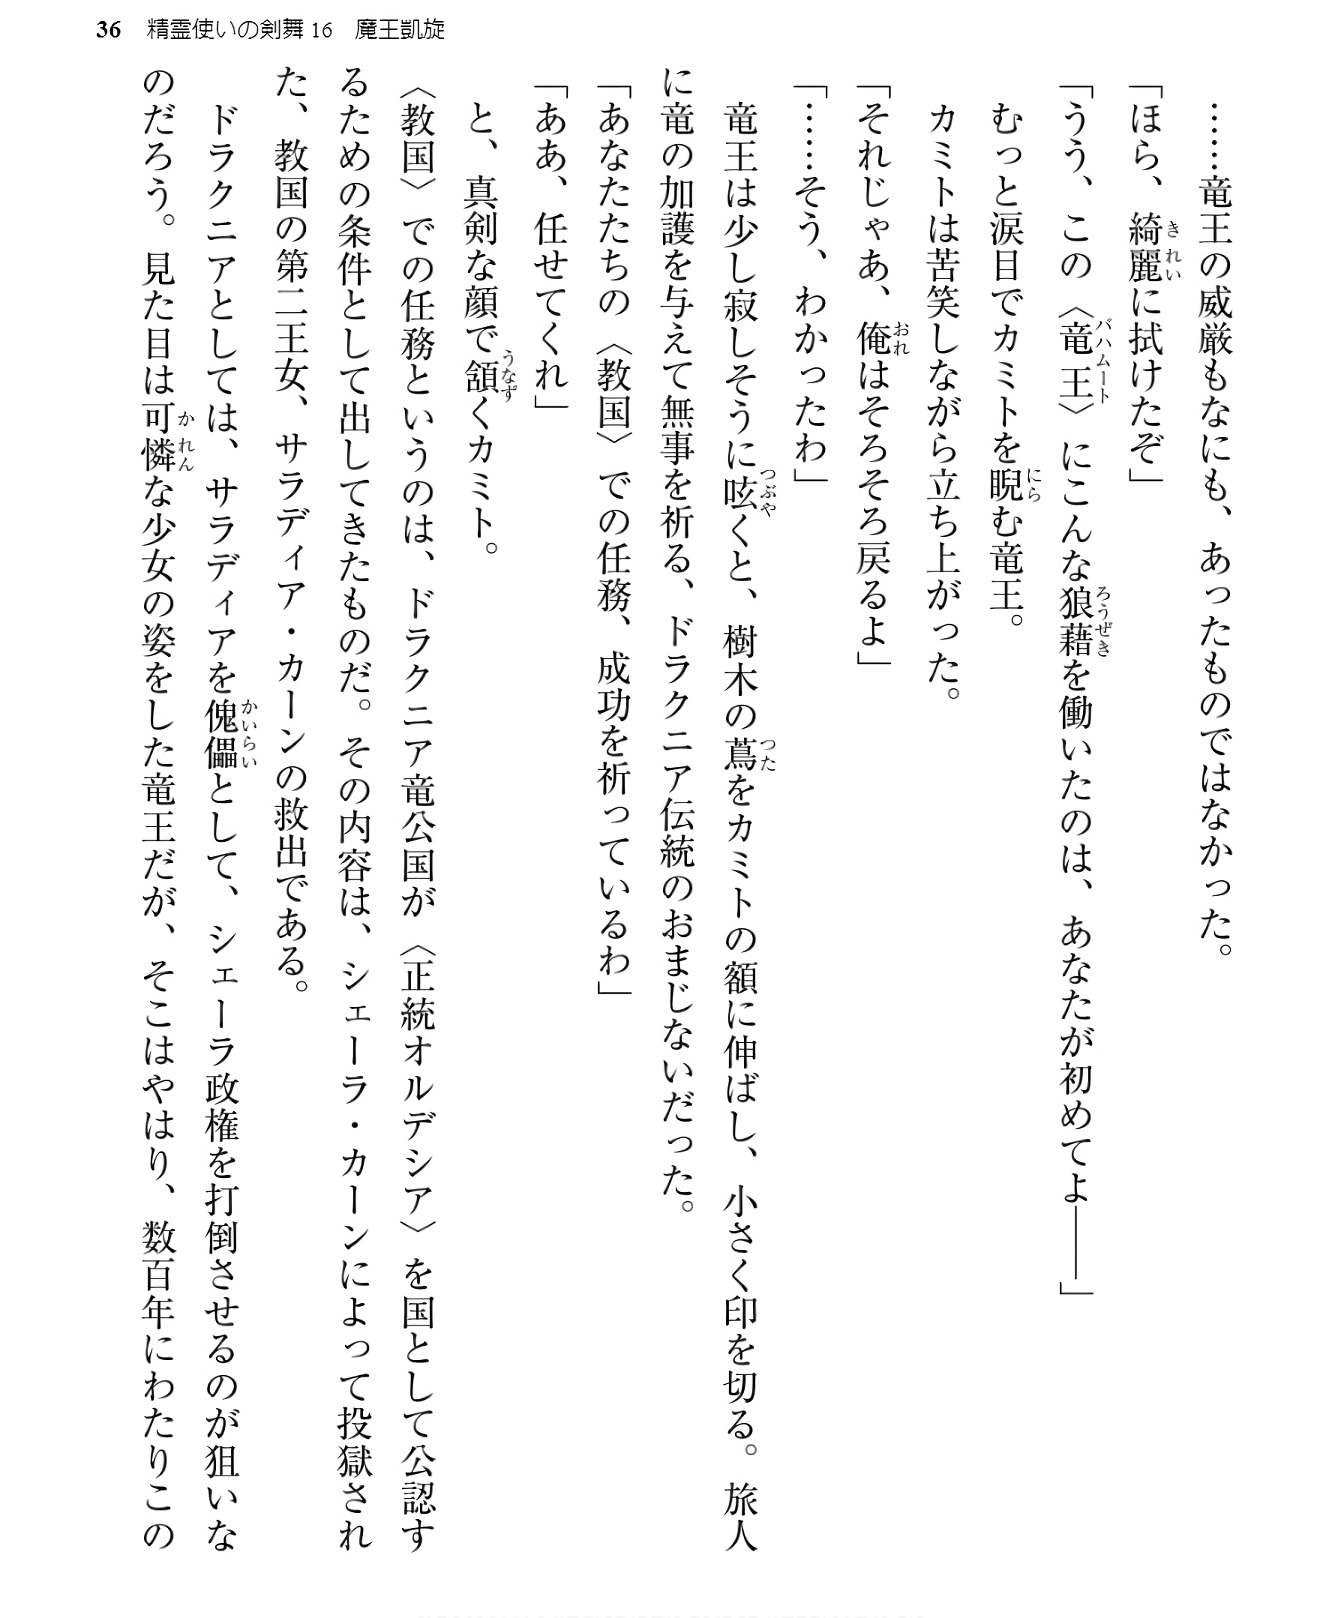 36 精霊使いの剣舞16 魔王凱旋
……竜王の威厳もなにも、あったものではなかった。
「ほら、綺麗に拭けたぞ」
「うう、この〈竜王〉にこんな狼藉を働いたのは、あなたが初めてよ――」
むっと涙目でカミトを睨む竜王。
カミトは苦笑しながら立ち上がった。
「それじゃあ、俺はそろそろ戻るよ」
「……そう、わかったわ」
竜王は少し寂しそうに呟くと、樹木の蔦をカミトの額に伸ばし、小さく印を切る。旅人
に竜の加護を与えて無事を祈る、ドラクニア伝統のおまじないだった。
「あなたたちの〈教国〉での任務、成功を祈っているわ」
「ああ、任せてくれ」
と、真剣な顔で頷くカミト。
〈教国〉での任務というのは、ドラクニア竜公国が〈正統オルデシア〉を国として公認す
るための条件として出してきたものだ。その内容は、シェーラ・カーンによって投獄され
た、教国の第二王女、サラディア・カーンの救出である。
ドラクニアとしては、サラディアを傀儡として、シェーラ政権を打倒させるのが狙いな
のだろう。見た目は可憐な少女の姿をした竜王だが、そこはやはり、数百年にわたりこの